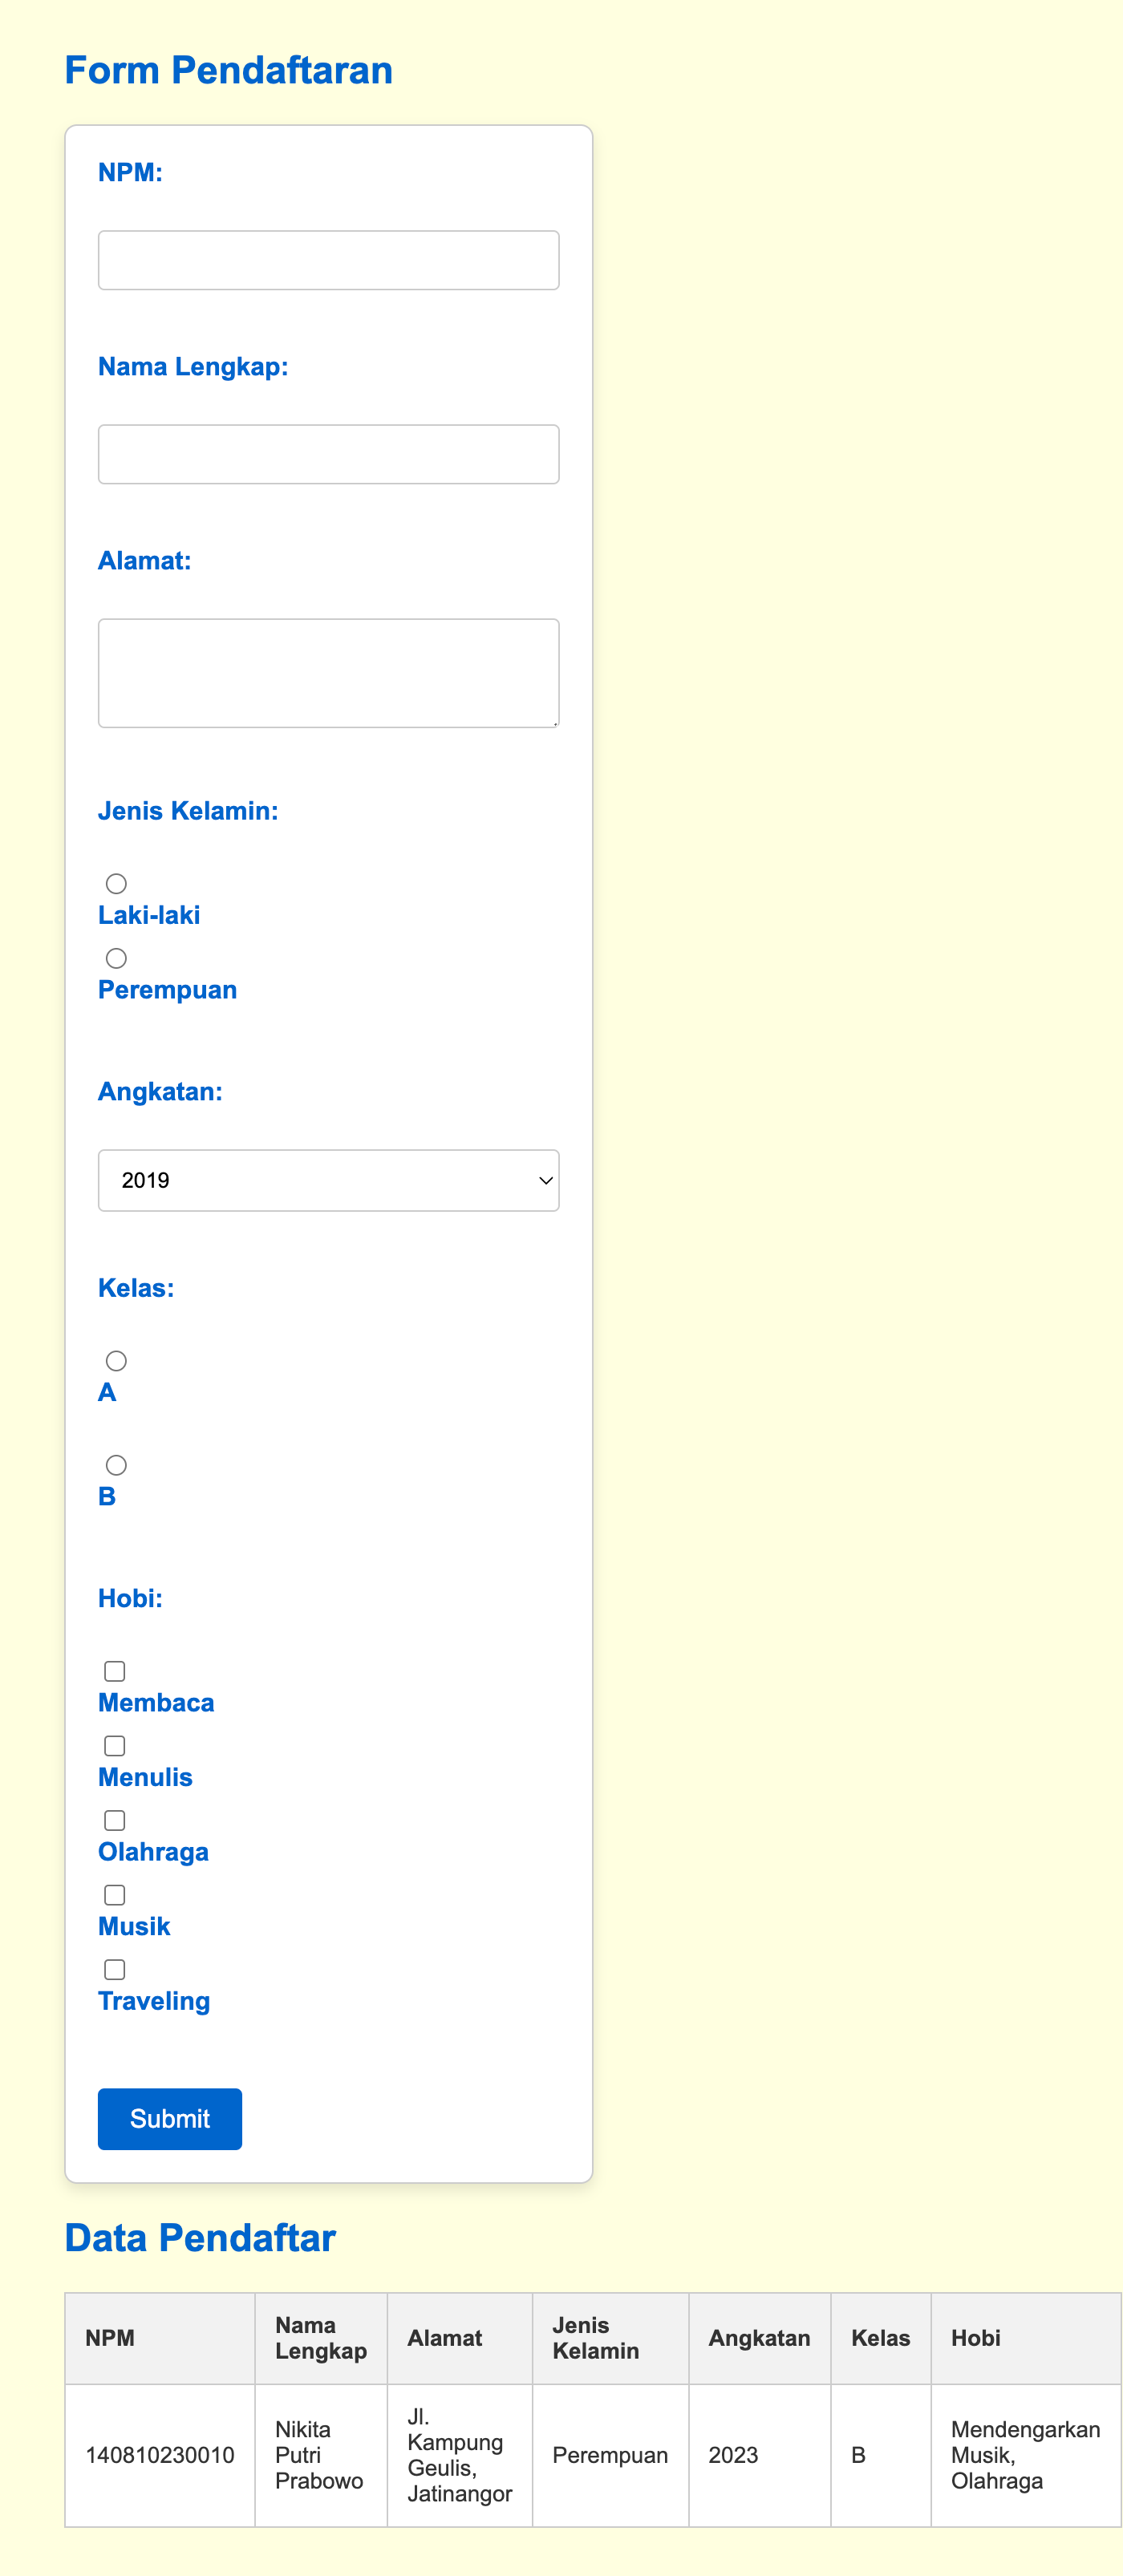 Form Pendaftaran
NPM:
Nama Lengkap:
Alamat:
Jenis Kelamin:
Laki-laki
Perempuan
Angkatan:
2019
Kelas:
A
B
Hobi:
Membaca
Menulis
Olahraga
Musik
Traveling
Submit
Data Pendaftar
NPM
Nama
Lengkap
Alamat
Jenis
Kelamin
Angkatan
Kelas
Hobi
140810230010
Nikita
Putri
Prabowo
Jl.
Kampung
Geulis,
Jatinangor
Perempuan
2023
B
Mendengarkan
Musik,
Olahraga